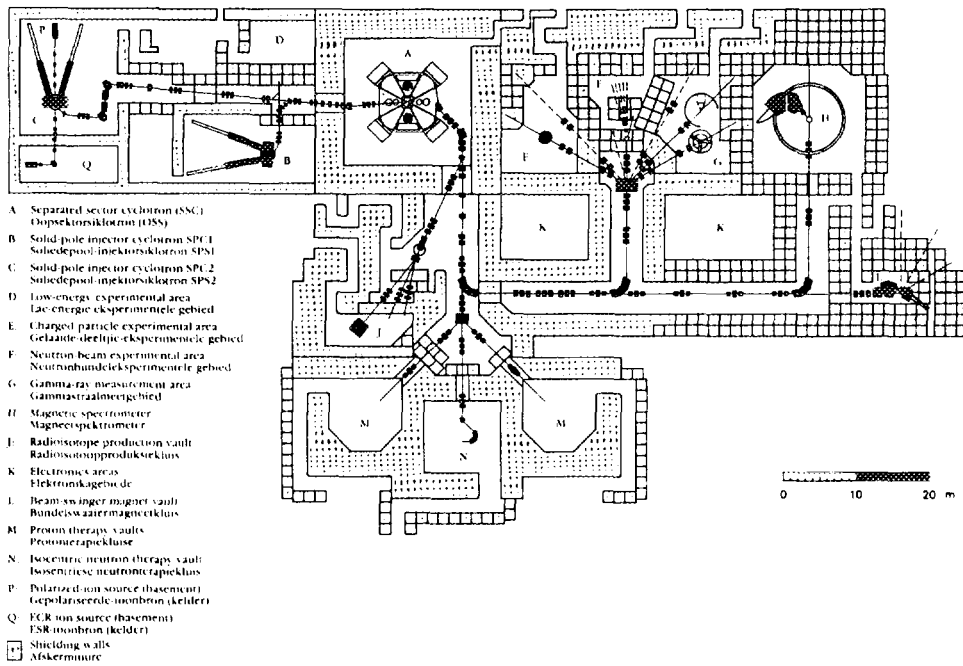 P
D
A
C
B
Q
F
E
G
H
K
K
J
M
N
M
0 10 20 m
A Separated sector cyclotron (SSC)
Oopsektorsiklotron (OSS)
B Solid-pole injector cyclotron SPC1
Soliedepool-injektorsiklotron SPS1
C Solid-pole injector cyclotron SPC2
Soliedepool-injektorsiklotron SPS2
D Low-energy experimental area
Lae-energie eksperimentele gebied
E Charged particle experimental area
Gelaaide-deeltjie-eksperimentele gebied
F Neutron beam experimental area
Neutronbundeleksperimentele gebied
G Gamma-ray measurement area
Gammastraalmeetgebied
H Magnetic spectrometer
Magneetspektrometer
J Radioisotope production vault
Radioisotoopproduksiekluis
K Electronics areas
Elektronikagebiede
L Beam-swinger magnet vault
Bundelswaaiermagneetkluis
M Proton therapy vaults
Protonterapiekluise
N Isocentric neutron therapy vault
Isosentriese neutronterapiekluis
P Polarized-ion source (basement)
Gepolariseerde-ioonbron (kelder)
Q ECR ion source (basement)
ESR-ioonbron (kelder)
Shielding walls
Afskermmure